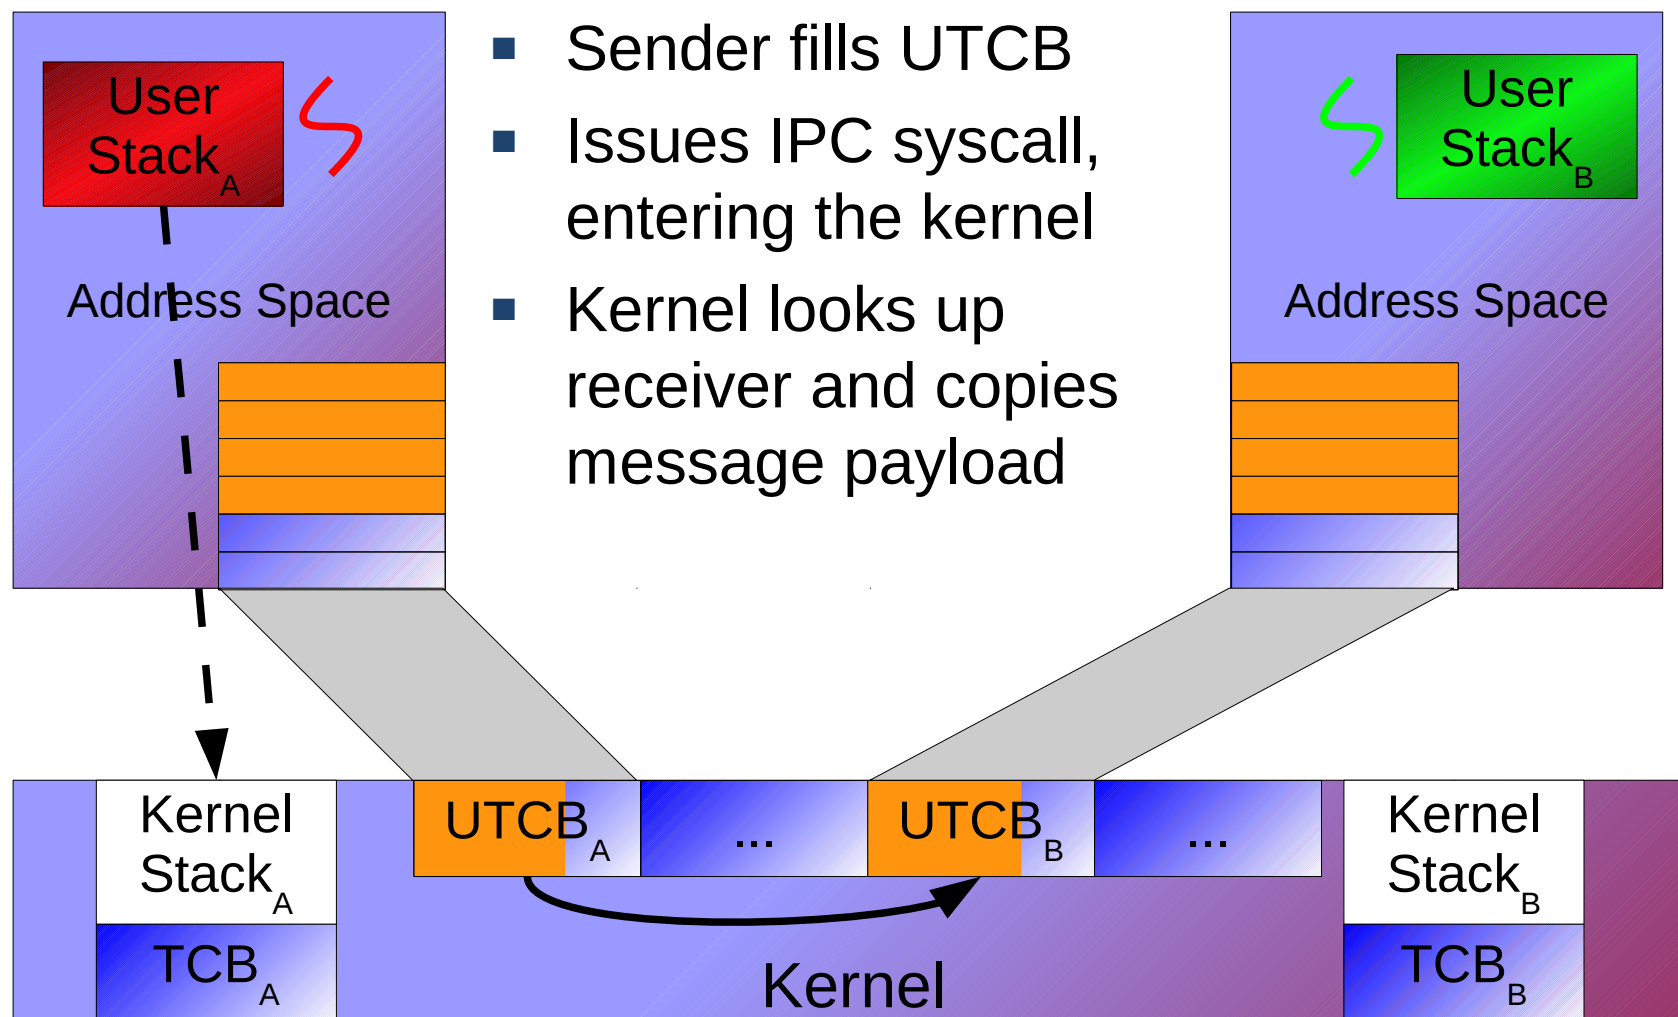 User
Stack A
Address Space
■ Sender fills UTCB
■ Issues IPC syscall,
entering the kernel
■ Kernel looks up
receiver and copies
message payload
User
Stack B
Address Space
Kernel
Stack A
TCB A
UTCB A
...
UTCB B
...
Kernel
Stack B
TCB B
Kernel